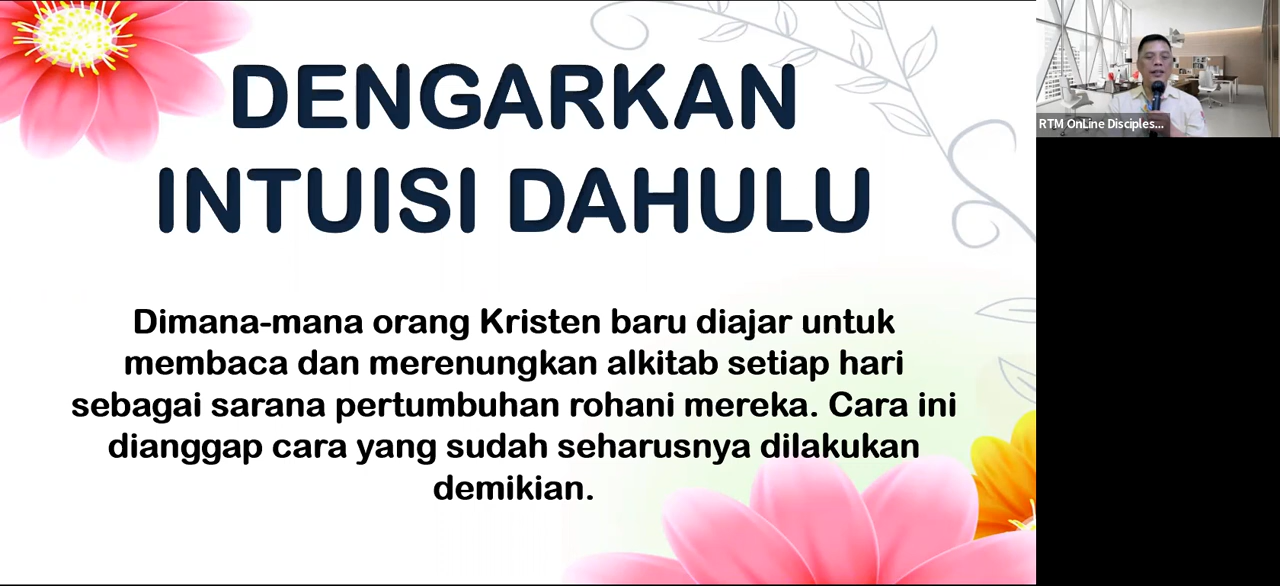 DENGARKAN
INTUISI DAHULU
Dimana-mana orang Kristen baru diajar untuk
membaca dan merenungkan alkitab setiap hari
sebagai sarana pertumbuhan rohani mereka. Cara ini
dianggap cara yang sudah seharusnya dilakukan
demikian.
RTM OnLine Disciples...